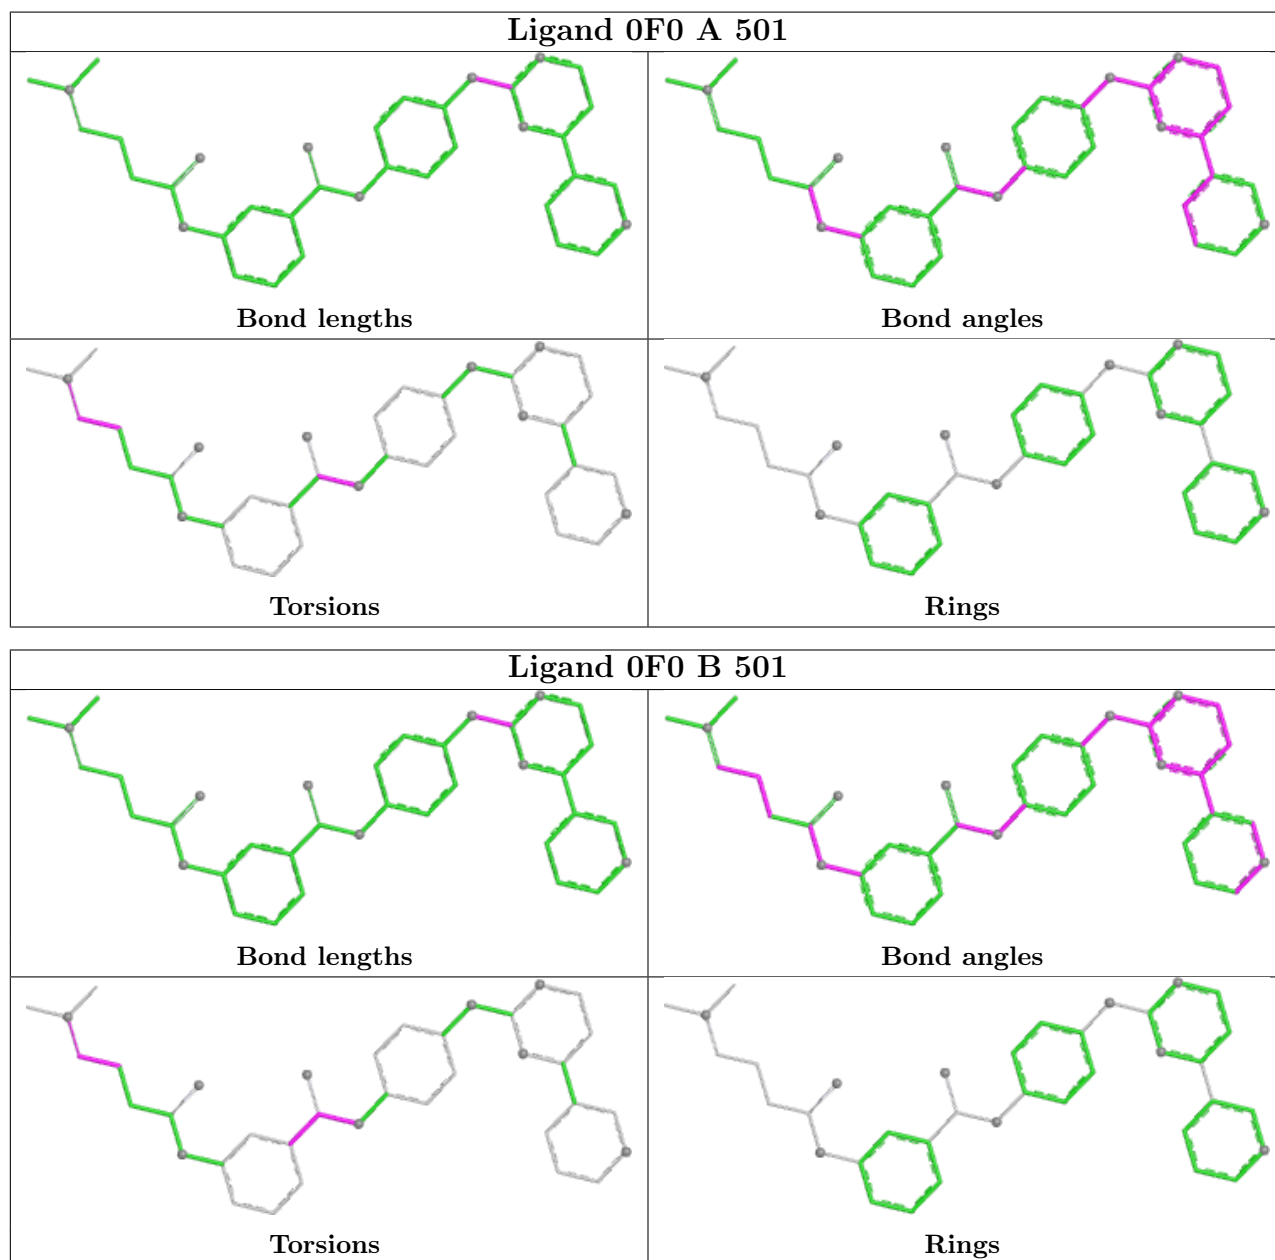 Ligand 0F0 A 501
Bond lengths
Bond angles
Torsions
Rings
Ligand 0F0 B 501
Bond lengths
Bond angles
Torsions
Rings